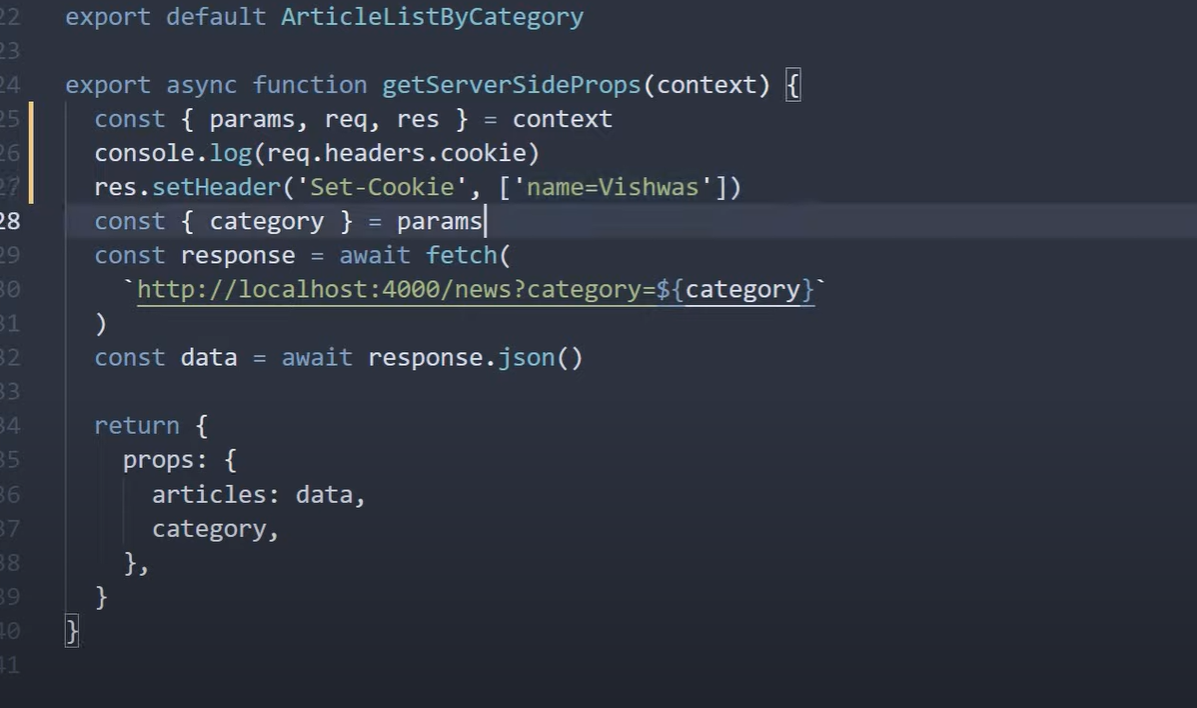 22 export default ArticleListByCategory
23
24 export async function getServerSideProps(context) {
25 const { params, req, res } = context
26 console.log(req.headers.cookie)
27 res.setHeader('Set-Cookie', ['name=Vishwas'])
28 const { category } = params
29 const response = await fetch(
30 `http://localhost:4000/news?category=${category}`
31 )
32 const data = await response.json()
33
34 return {
35 props: {
36 articles: data,
37 category,
38 },
39 }
40 }
41